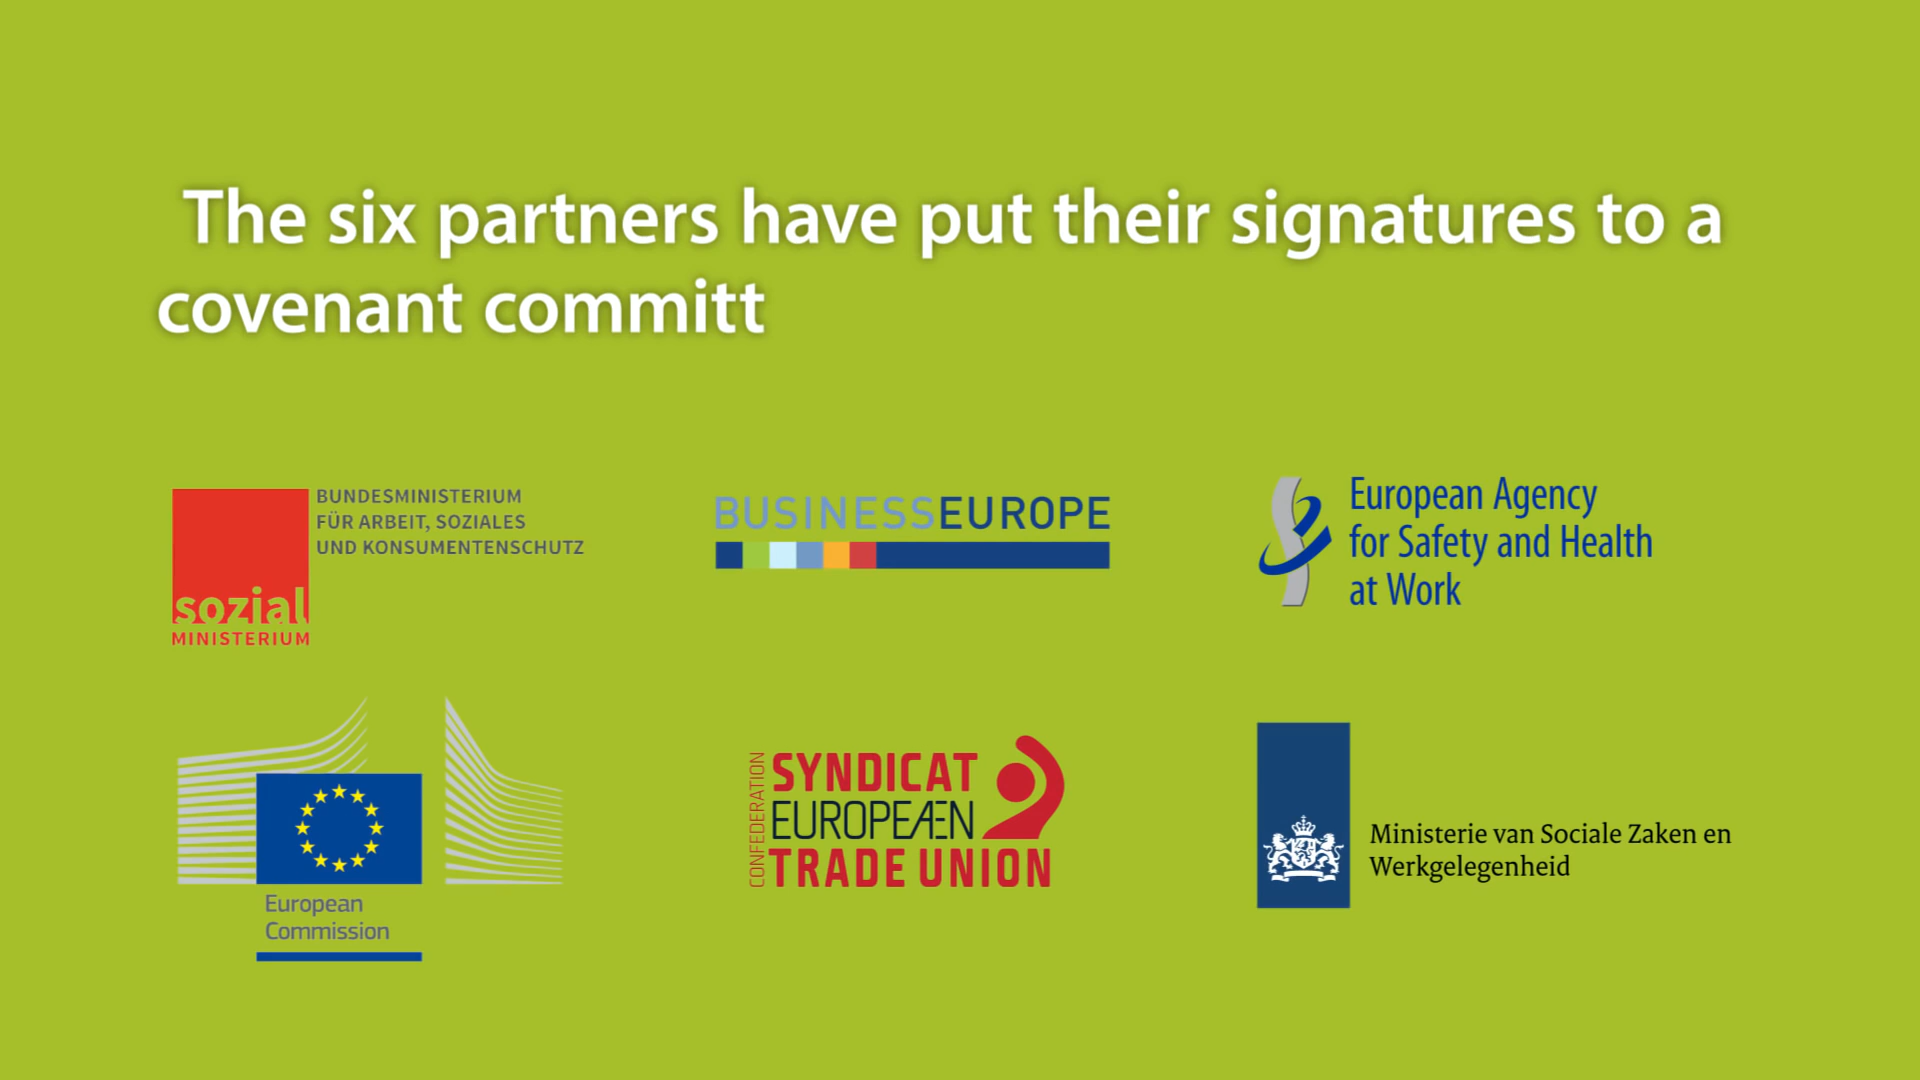 The six partners have put their signatures to a
covenant committ
BUNDESMINISTERIUM
FÜR ARBEIT, SOZIALES
UND KONSUMENTENSCHUTZ
sozial
MINISTERIUM
BUSINESSEUROPE
European Agency
for Safety and Health
at Work
European
Commission
CONFEDERATION
SYNDICAT
EUROPEÆN
TRADE UNION
Ministerie van Sociale Zaken en
Werkgelegenheid